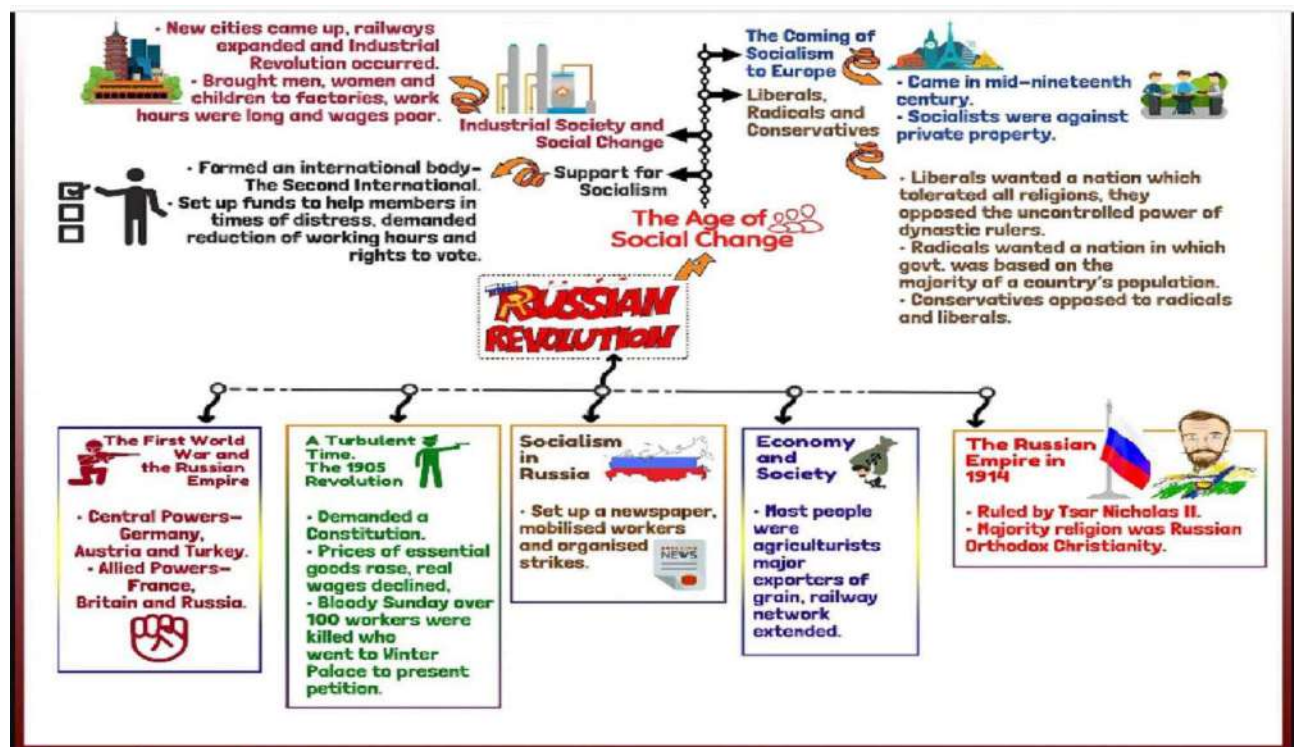 - New cities came up, railways
expanded and Industrial
Revolution occurred.
- Brought men, women and
children to factories, work
hours were long and wages poor.
Industrial Society and
Social Change
The Coming of
Socialism
to Europe
- Came in mid-nineteenth
century.
- Socialists were against
private property.
Liberals,
Radicals and
Conservatives
- Liberals wanted a nation which
tolerated all religions, they
opposed the uncontrolled power of
dynastic rulers.
- Radicals wanted a nation in which
govt. was based on the
majority of a country's population.
- Conservatives opposed to radicals
and liberals.
- Formed an international body-
The Second International.
- Set up funds to help members in
times of distress, demanded
reduction of working hours and
rights to vote.
Support for
Socialism
The Age of
Social Change
RUSSIAN
REVOLUTION
The First World
War and
the Russian
Empire
- Central Powers-
Germany,
Austria and Turkey.
- Allied Powers-
France,
Britain and Russia.
A Turbulent
Time.
The 1905
Revolution
- Demanded a
Constitution.
- Prices of essential
goods rose, real
wages declined,
- Bloody Sunday over
100 workers were
killed who
went to Winter
Palace to present
petition.
Socialism
in
Russia
- Set up a newspaper,
mobilised workers
and organised
strikes.
NEWS
Economy
and
Society
- Most people
were
agriculturists
major
exporters of
grain, railway
network
extended.
The Russian
Empire in
1914
- Ruled by Tsar Nicholas II.
- Majority religion was Russian
Orthodox Christianity.